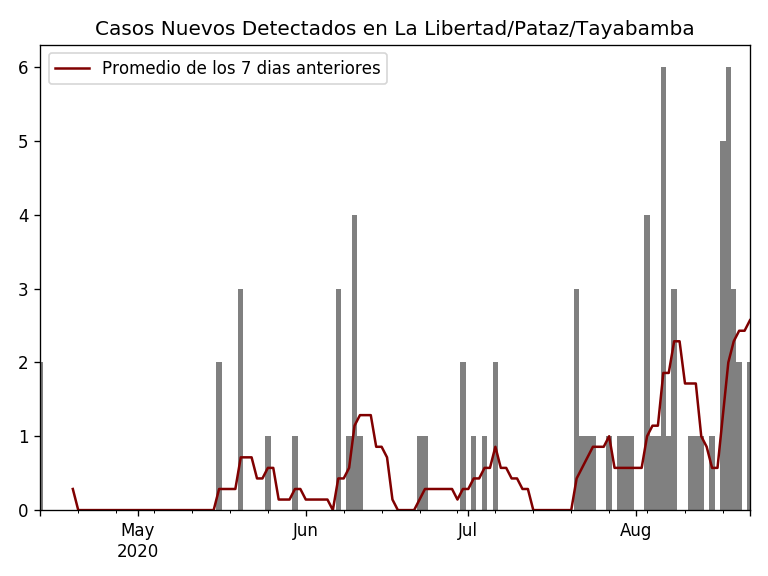 Casos Nuevos Detectados en La Libertad/Pataz/Tayabamba
Promedio de los 7 dias anteriores
6
5
4
3
2
1
0
May
2020
Jun
Jul
Aug